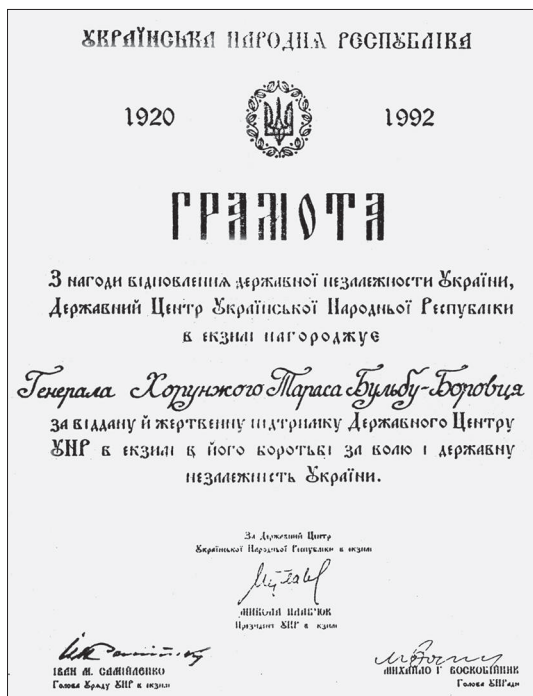 УКРАЇНСЬКА НАРОДНЯ РЕСПУБЛІКА
1920 1992
ГРАМОТА
З нагоди відновлення державної незалежности України,
Державний Центр Української Народньої Республіки
в екзилі нагороджує
Генерала Хорунжого Тараса Бульбу-Боровця
за віддану й жертвенну підтримку Державного Центру
УНР в екзилі в його боротьбі за волю і державну
незалежність України.
За Державний Центр
Української Народньої Республіки в екзилі
МИКОЛА ПЛАВ'ЮК
Президент УНР в екзилі
ІВАН М. САМІЙЛЕНКО
Голова Уряду УНР в екзилі
МИХАЙЛО Г. ВОСКОБІЙНИК
Голова УНРади